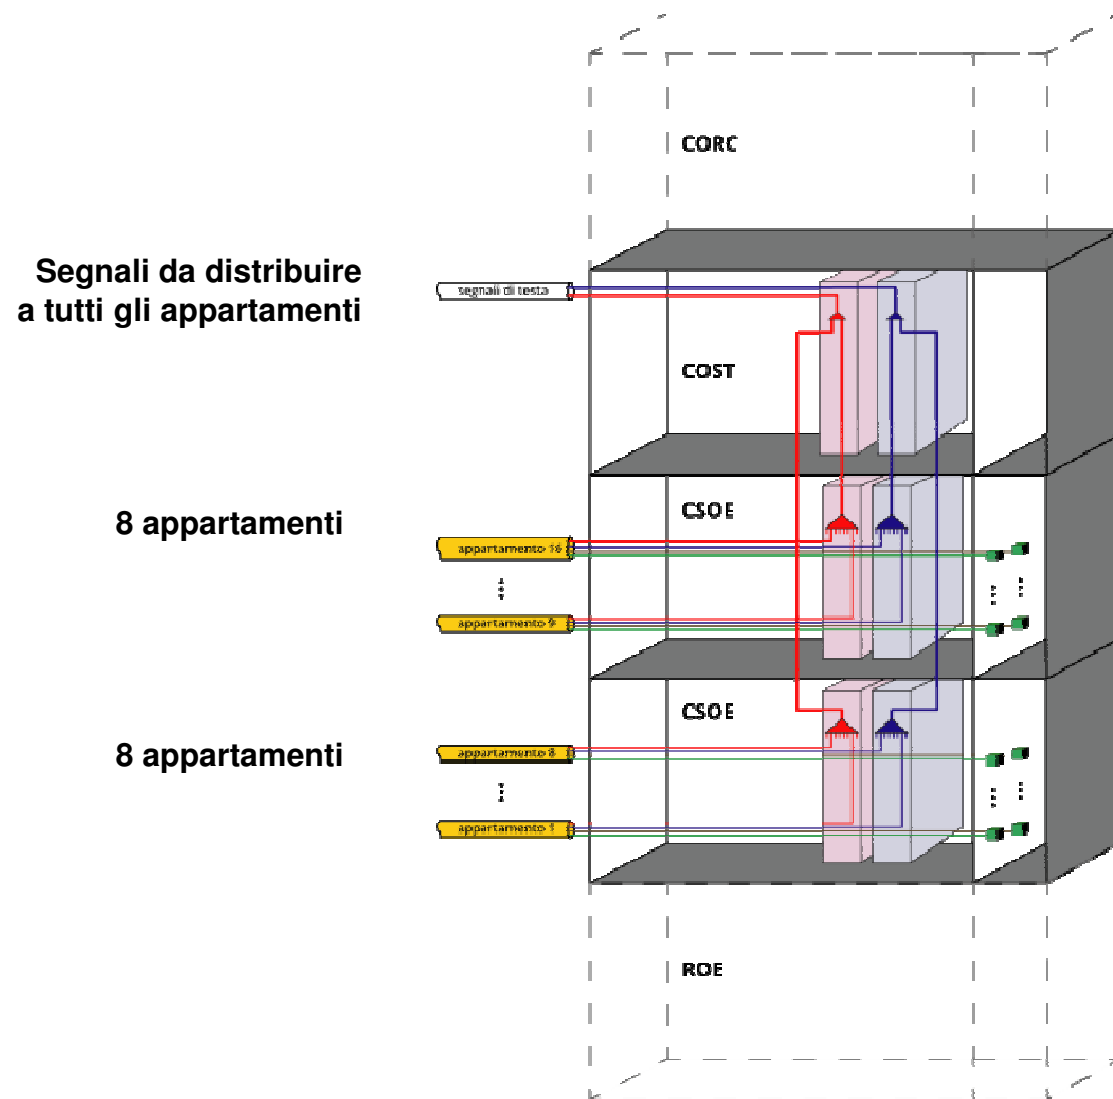 CORC
Segnali da distribuire
a tutti gli appartamenti
segnali di testa
COST
CSOE
8 appartamenti
appartamento 16
appartamento 9
CSOE
8 appartamenti
appartamento 8
appartamento 1
ROE